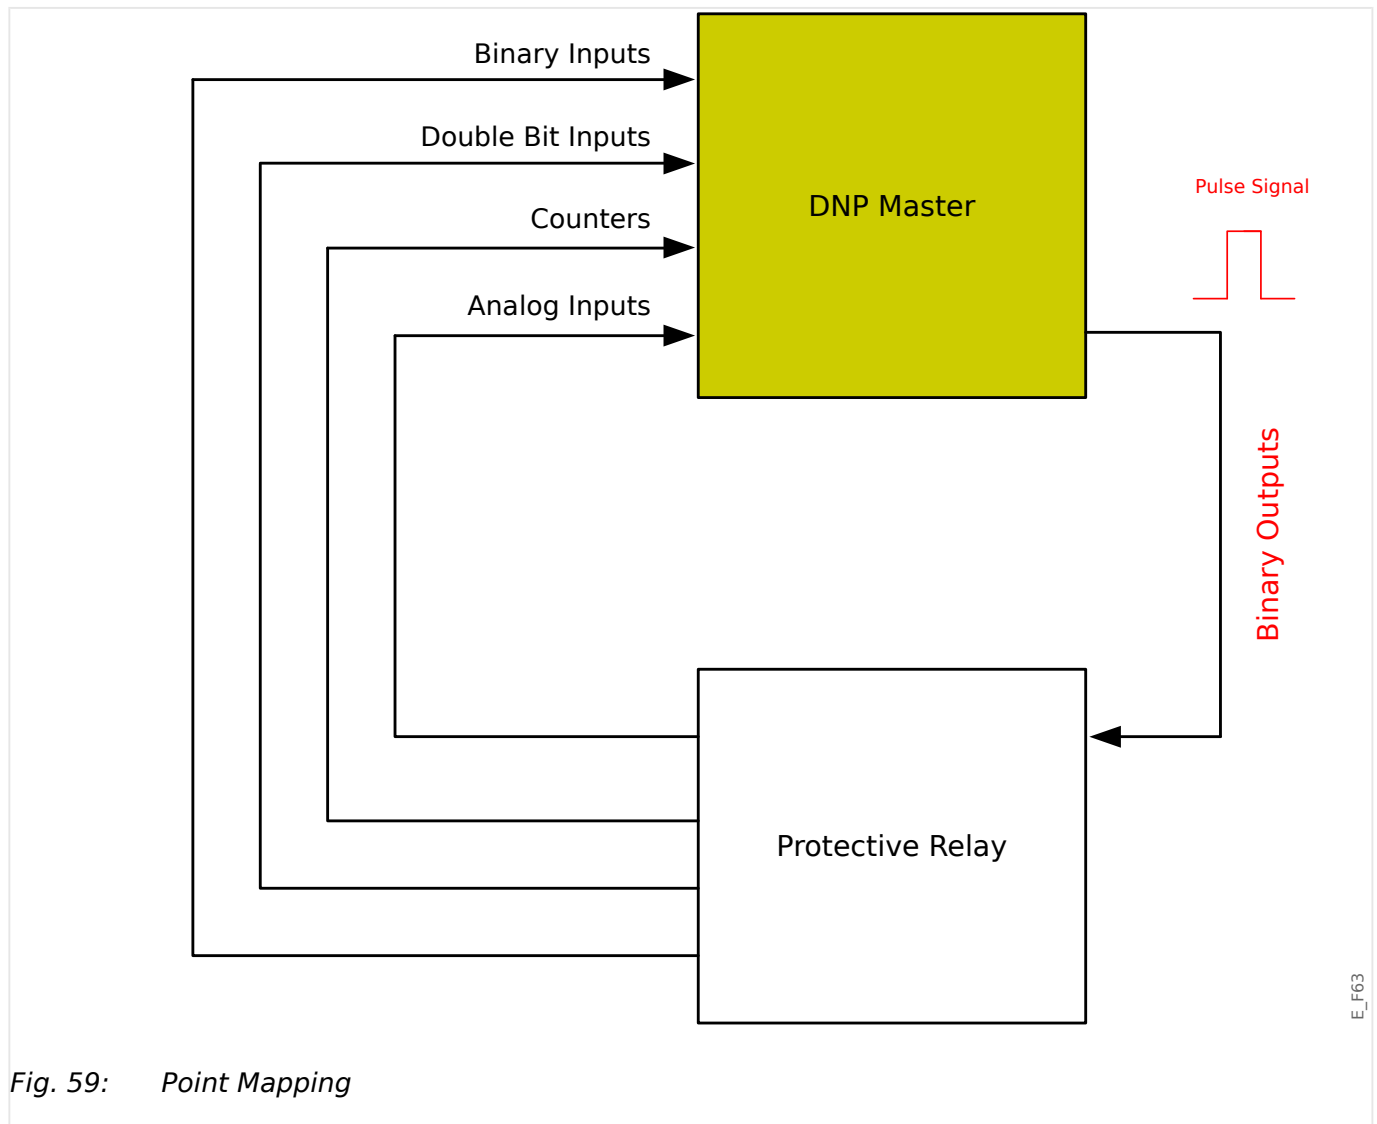 Binary Inputs
Double Bit Inputs
Counters
Analog Inputs
DNP Master
Pulse Signal
Binary Outputs
Protective Relay
E_F63
Fig. 59: Point Mapping